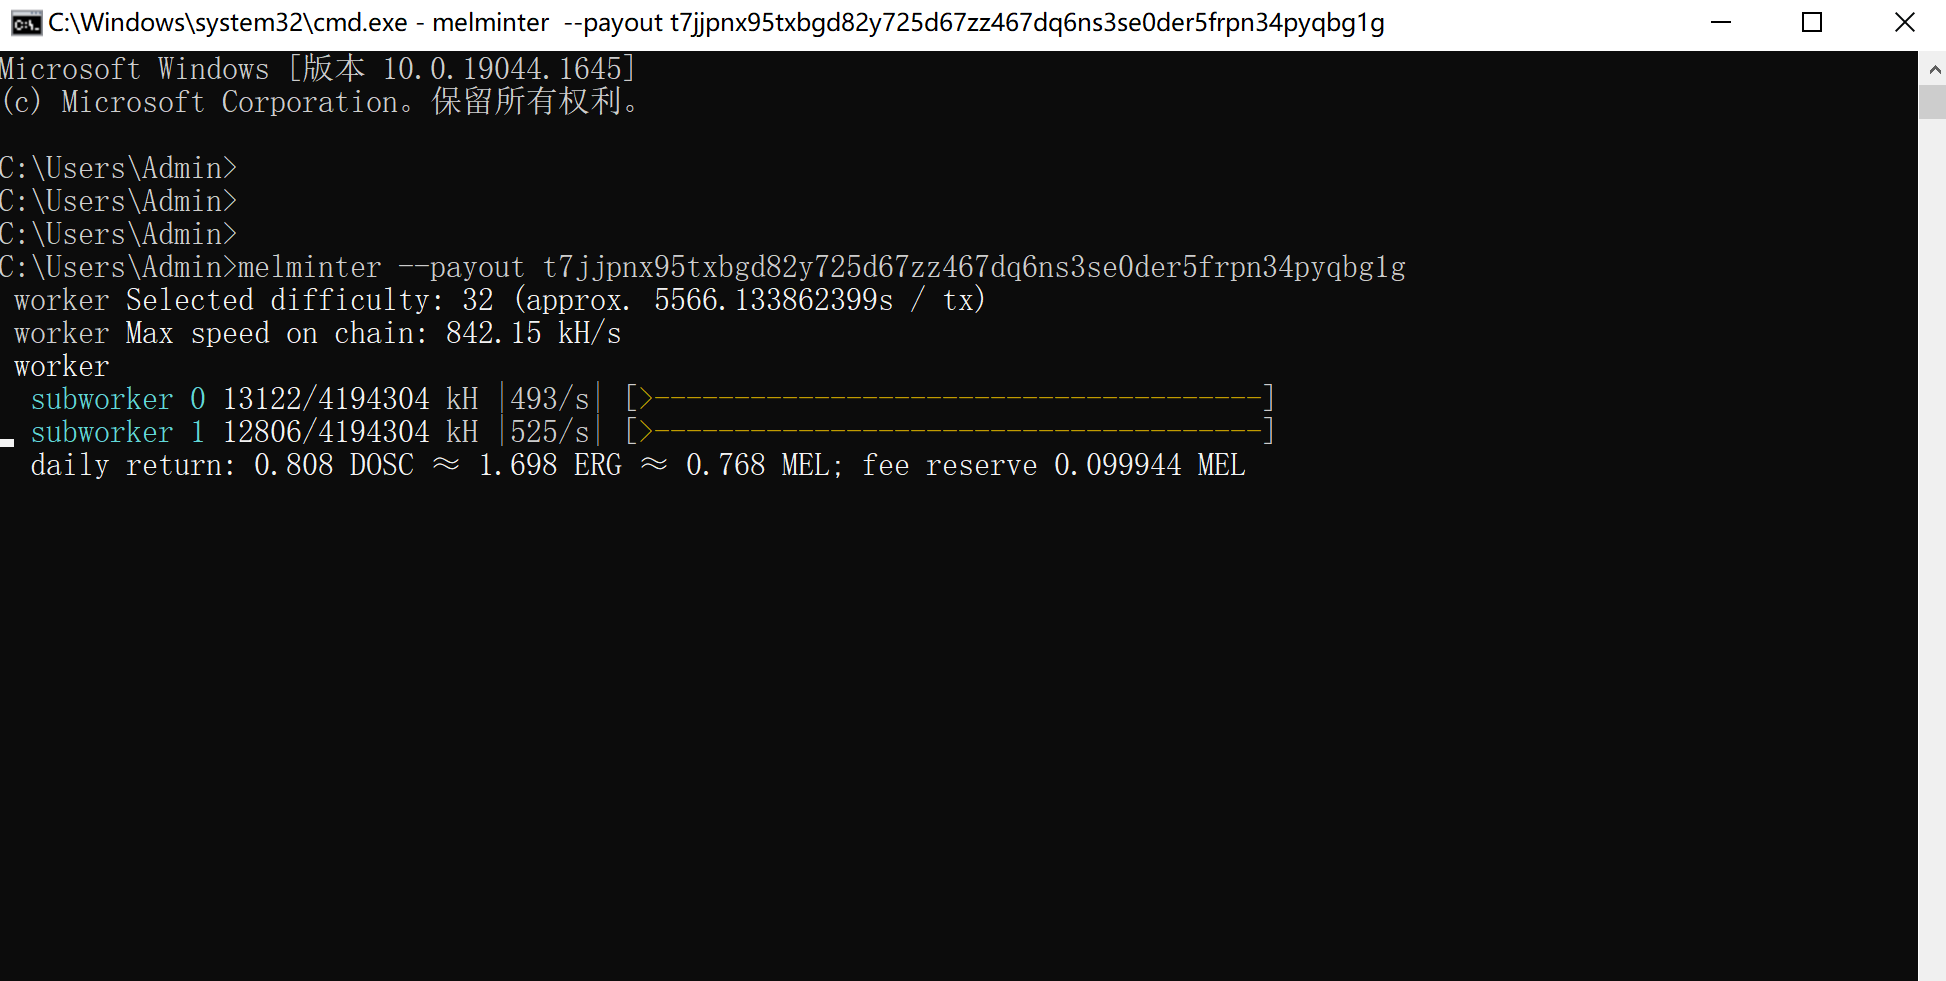 C:\Windows\system32\cmd.exe - melminter  --payout t7jjpnx95txbgd82y725d67zz467dq6ns3se0der5frpn34pyqbg1g
Microsoft Windows [版本 10.0.19044.1645]
(c) Microsoft Corporation。保留所有权利。
C:\Users\Admin>
C:\Users\Admin>
C:\Users\Admin>
C:\Users\Admin>melminter --payout t7jjpnx95txbgd82y725d67zz467dq6ns3se0der5frpn34pyqbg1g
worker Selected difficulty: 32 (approx. 5566.133862399s / tx)
worker Max speed on chain: 842.15 kH/s
worker
subworker 0 13122/4194304 kH |493/s| [>--------------------------------------]
subworker 1 12806/4194304 kH |525/s| [>--------------------------------------]
daily return: 0.808 DOSC ≈ 1.698 ERG ≈ 0.768 MEL; fee reserve 0.099944 MEL